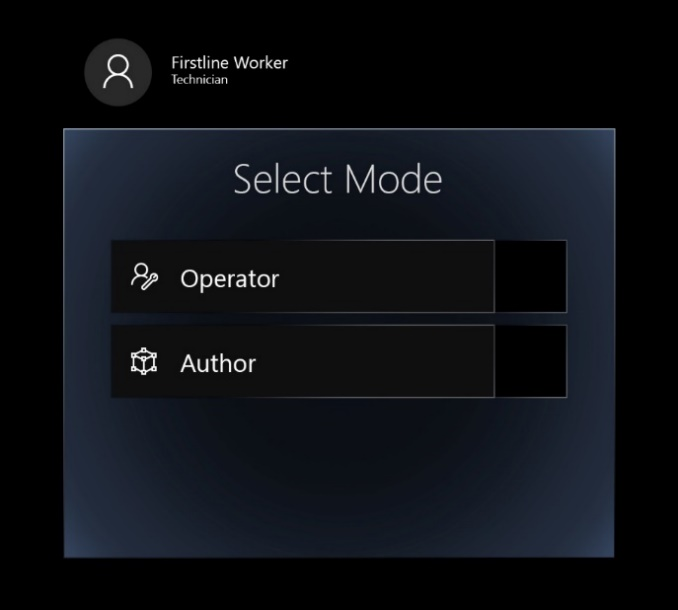 Firstline Worker
Technician
Select Mode
Operator
Author